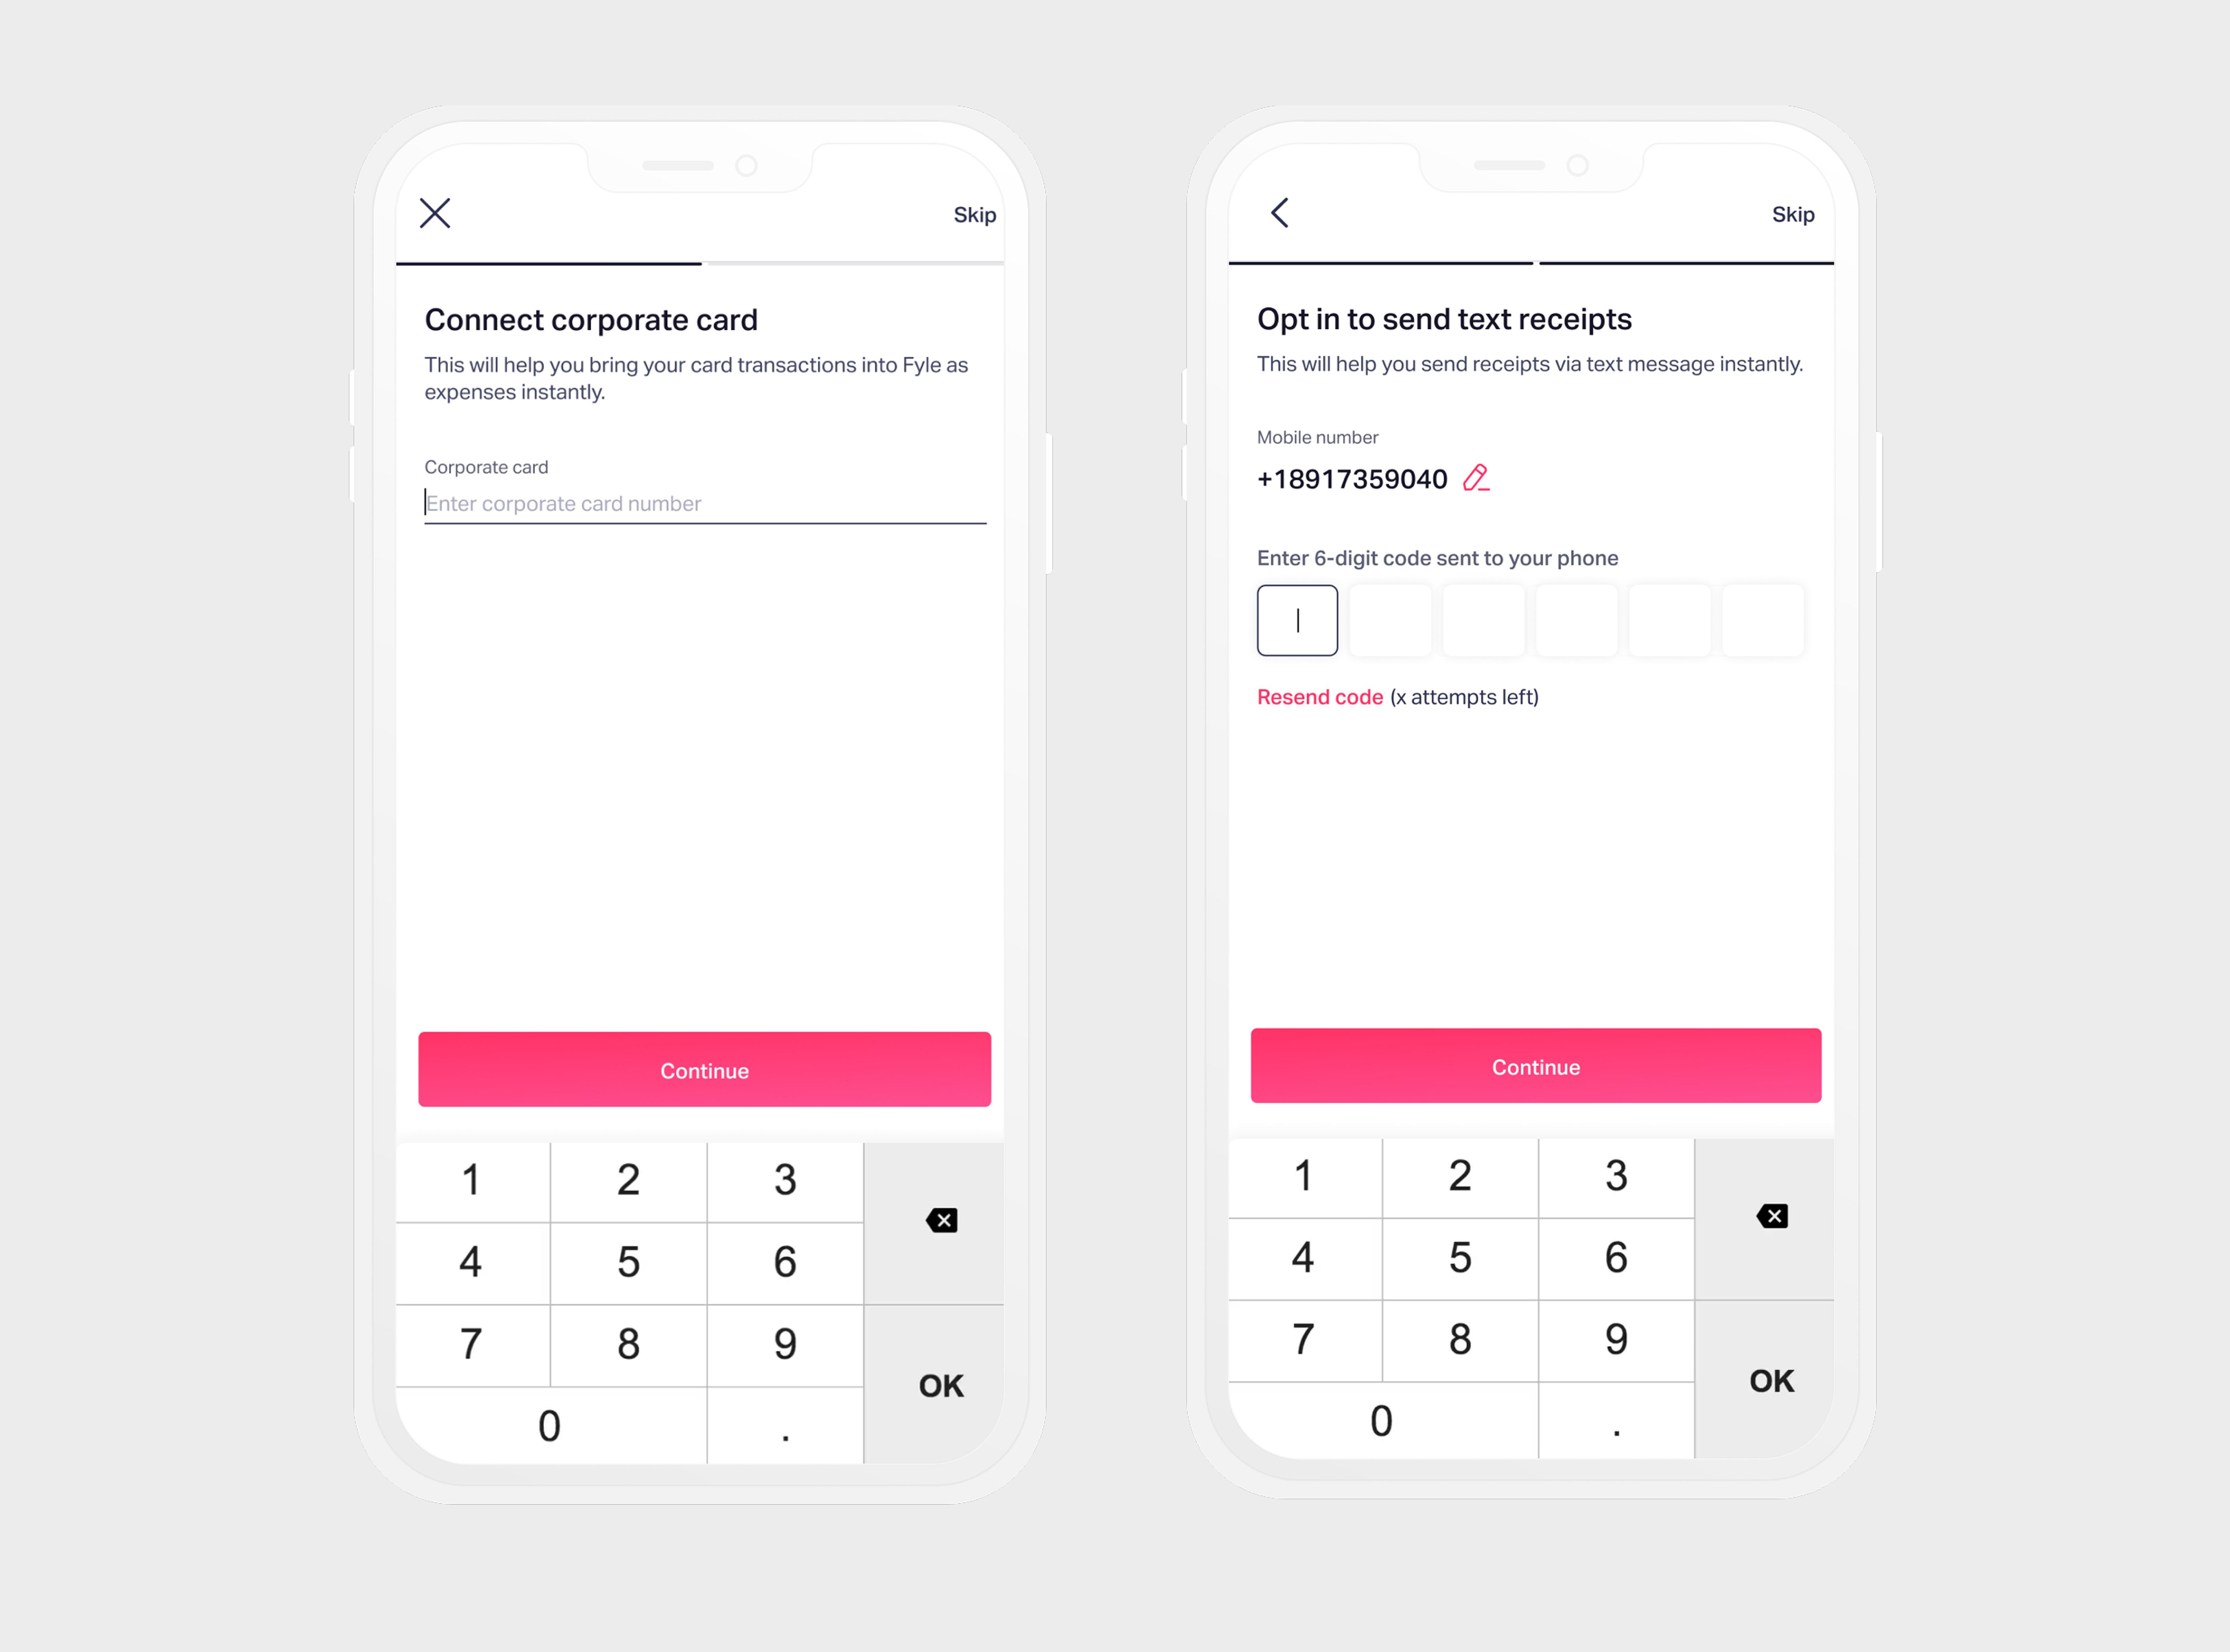 Skip
Connect corporate card
This will help you bring your card transactions into Fyle as
expenses instantly.
Corporate card
Enter corporate card number
Continue
1 2 3
4 5 6
7 8 9
OK
0 .
Skip
Opt in to send text receipts
This will help you send receipts via text message instantly.
Mobile number
+18917359040
Enter 6-digit code sent to your phone
Resend code (x attempts left)
Continue
1 2 3
4 5 6
7 8 9
OK
0 .